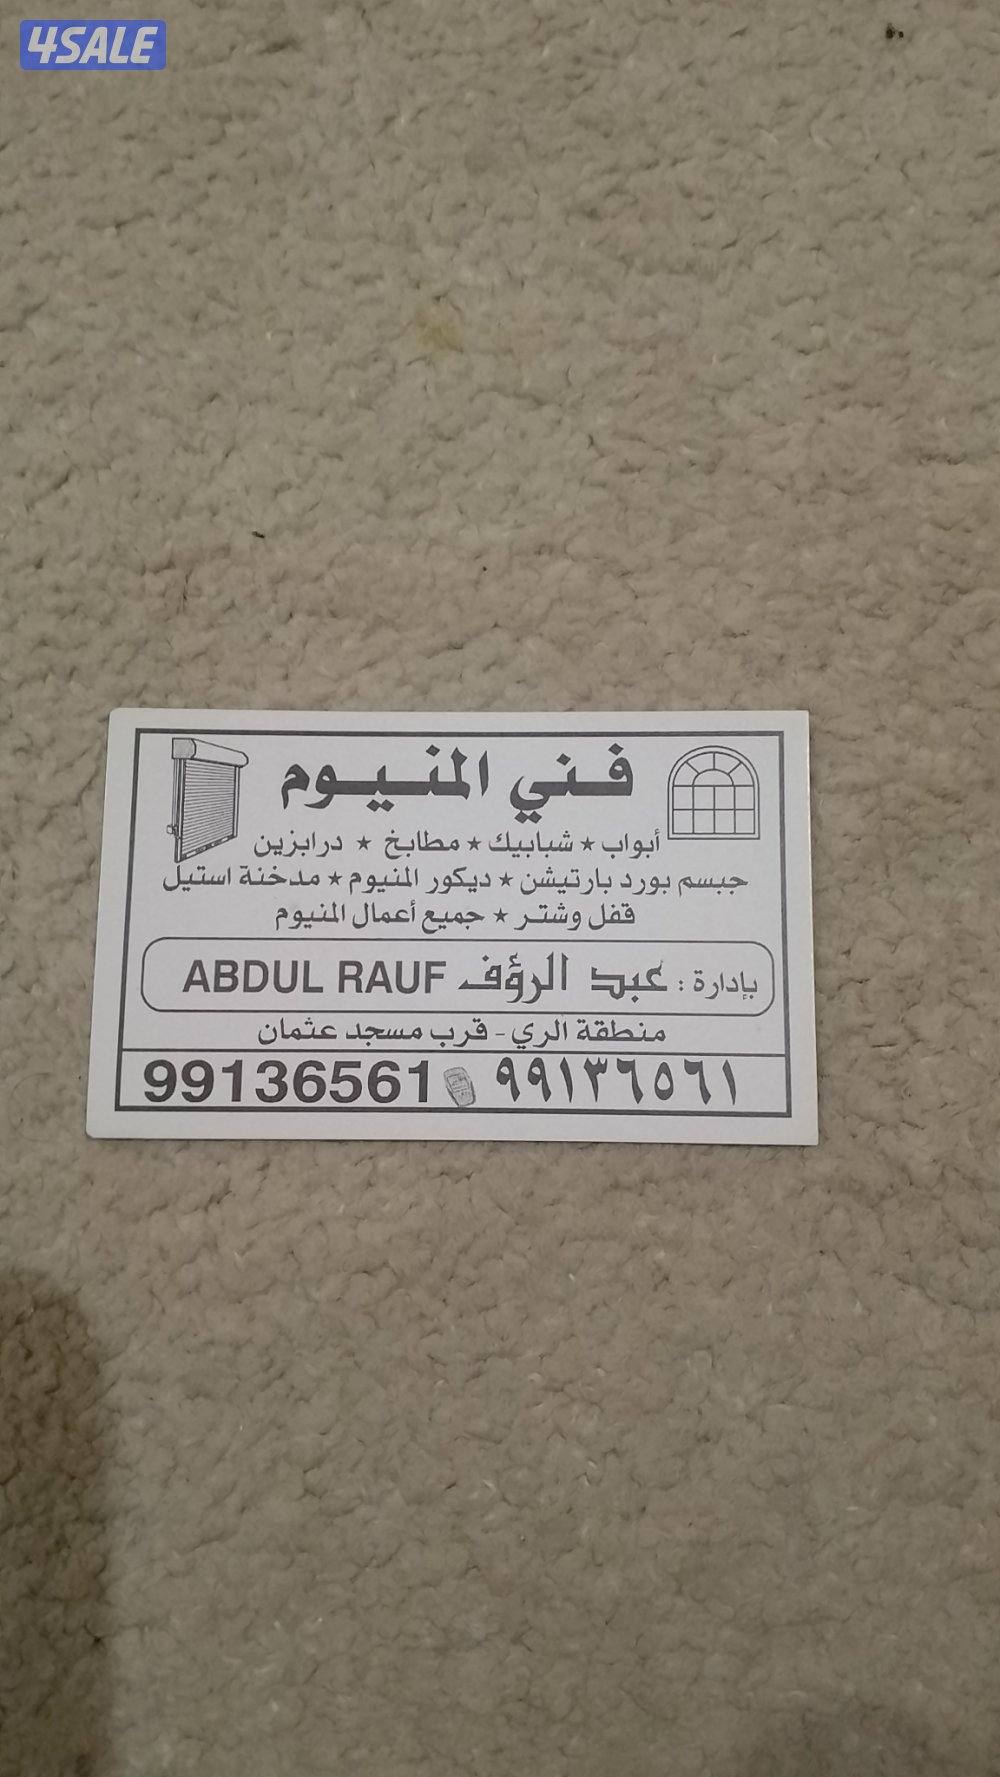 4SALE
فني المنيوم
أبواب ★ شبابيك ★ مطابخ ★ درابزين
جبسم بورد بارتيشن ★ ديكور المنيوم ★ مدخنة استيل
قفل وشتر ★ جميع أعمال المنيوم
بإدارة : عبد الرؤف ABDUL RAUF
منطقة الري - قرب مسجد عثمان
99136561 ٩٩١٣٦٥٦١